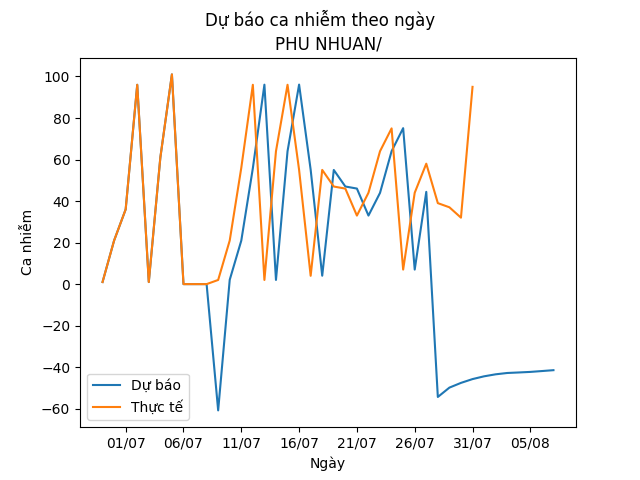 Dự báo ca nhiễm theo ngày
PHU NHUAN/
100
80
60
40
20
0
−20
−40
−60
Ca nhiễm
Dự báo
Thực tế
01/07 06/07 11/07 16/07 21/07 26/07 31/07 05/08
Ngày